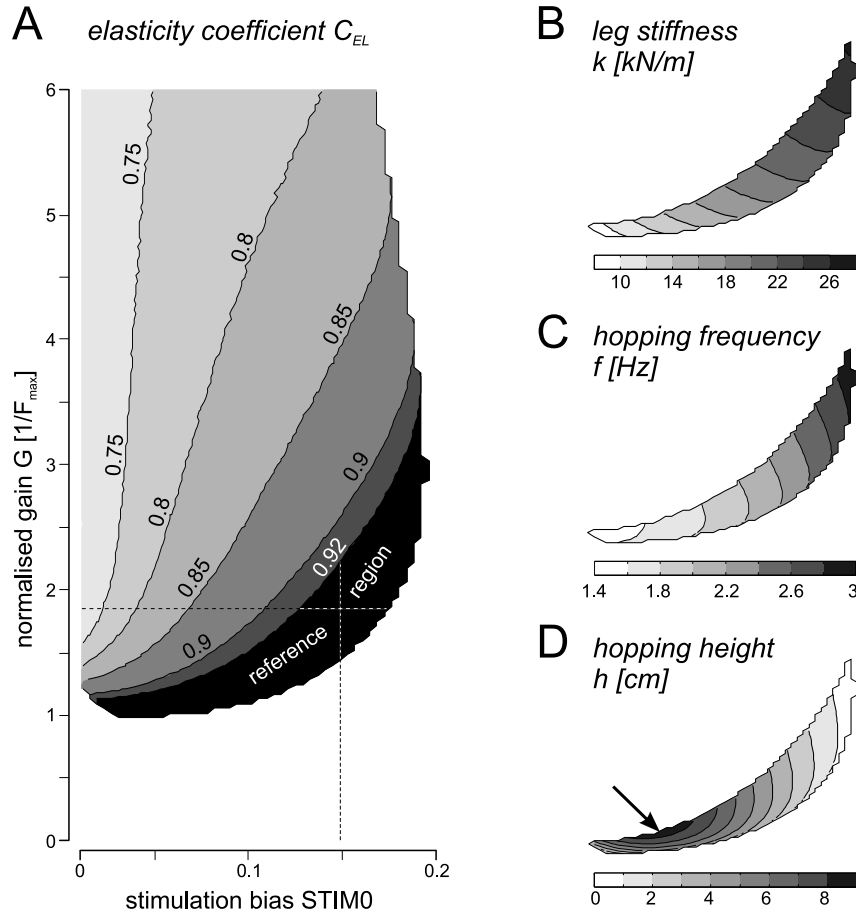 A
elasticity coefficient C_EL
normalised gain G [1/F_max]
6
5
4
3
2
1
0
0.75
0.8
0.85
0.75
0.8
0.85
0.9
0.9
0.92
reference
region
0
0.1
0.2
stimulation bias STIM0
B
leg stiffness
k [kN/m]
10 14 18 22 26
C
hopping frequency
f [Hz]
1.4 1.8 2.2 2.6 3
D
hopping height
h [cm]
0 2 4 6 8